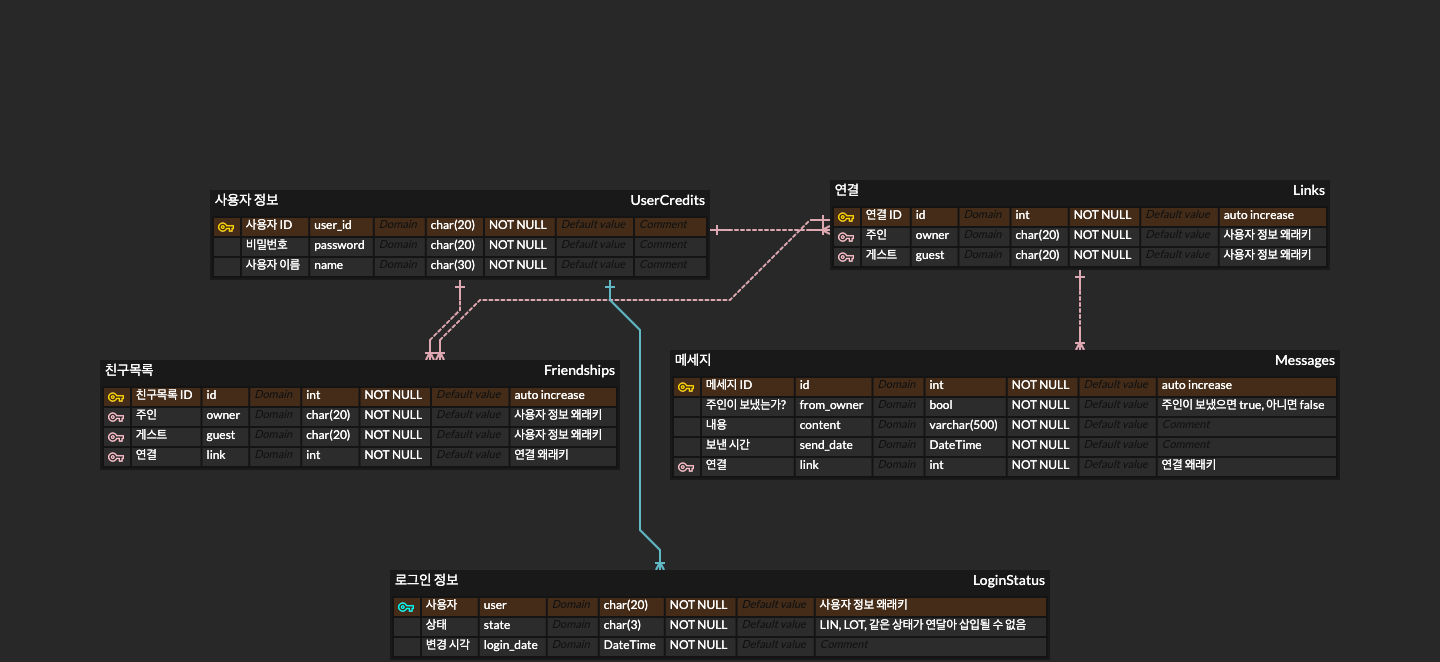 사용자 정보 UserCredits
사용자 ID user_id Domain char(20) NOT NULL Default value Comment
비밀번호 password Domain char(20) NOT NULL Default value Comment
사용자 이름 name Domain char(30) NOT NULL Default value Comment
연결 Links
연결 ID id Domain int NOT NULL Default value auto increase
주인 owner Domain char(20) NOT NULL Default value 사용자 정보 왜래키
게스트 guest Domain char(20) NOT NULL Default value 사용자 정보 왜래키
친구목록 Friendships
친구목록 ID id Domain int NOT NULL Default value auto increase
주인 owner Domain char(20) NOT NULL Default value 사용자 정보 왜래키
게스트 guest Domain char(20) NOT NULL Default value 사용자 정보 왜래키
연결 link Domain int NOT NULL Default value 연결 왜래키
메세지 Messages
메세지 ID id Domain int NOT NULL Default value auto increase
주인이 보냈는가? from_owner Domain bool NOT NULL Default value 주인이 보냈으면 true, 아니면 false
내용 content Domain varchar(500) NOT NULL Default value Comment
보낸 시간 send_date Domain DateTime NOT NULL Default value Comment
연결 link Domain int NOT NULL Default value 연결 왜래키
로그인 정보 LoginStatus
사용자 user Domain char(20) NOT NULL Default value 사용자 정보 왜래키
상태 state Domain char(3) NOT NULL Default value LIN, LOT, 같은 상태가 연달아 삽입될 수 없음
변경 시각 login_date Domain DateTime NOT NULL Default value Comment